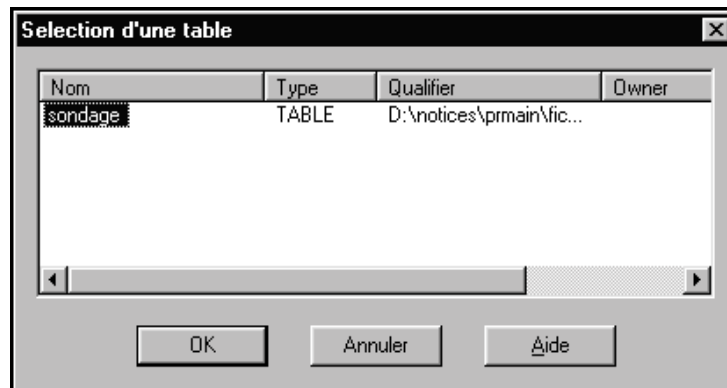 Selection d'une table
Nom Type Qualifier Owner
sondage TABLE D:\notices\prmain\fic...
OK Annuler Aide